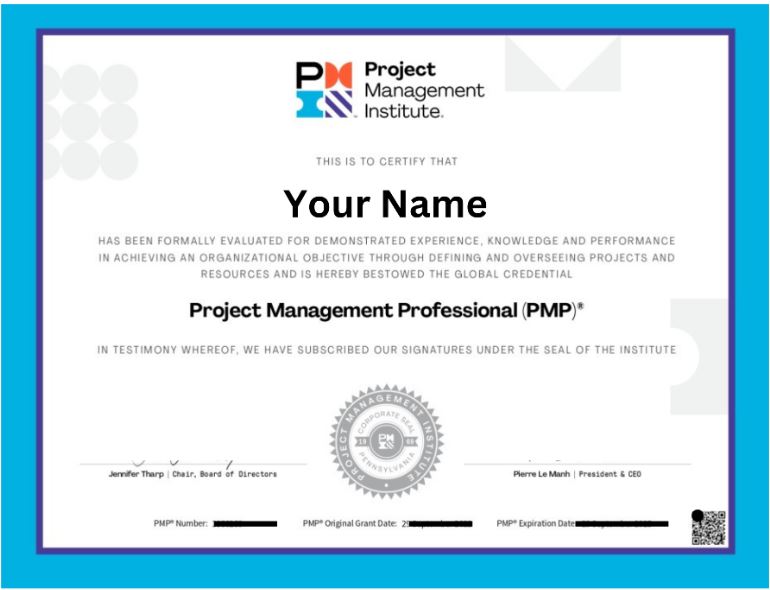 PM
Project
Management
Institute.
THIS IS TO CERTIFY THAT
Your Name
HAS BEEN FORMALLY EVALUATED FOR DEMONSTRATED EXPERIENCE, KNOWLEDGE AND PERFORMANCE
IN ACHIEVING AN ORGANIZATIONAL OBJECTIVE THROUGH DEFINING AND OVERSEEING PROJECTS AND
RESOURCES AND IS HEREBY BESTOWED THE GLOBAL CREDENTIAL
Project Management Professional (PMP)®
IN TESTIMONY WHEREOF, WE HAVE SUBSCRIBED OUR SIGNATURES UNDER THE SEAL OF THE INSTITUTE
PROJECT MANAGEMENT INSTITUTE
CORPORATE SEAL
19 69
PENNSYLVANIA
Jennifer Tharp | Chair, Board of Directors
Pierre Le Manh | President & CEO
PMP® Number:
PMP® Original Grant Date:
PMP® Expiration Date: